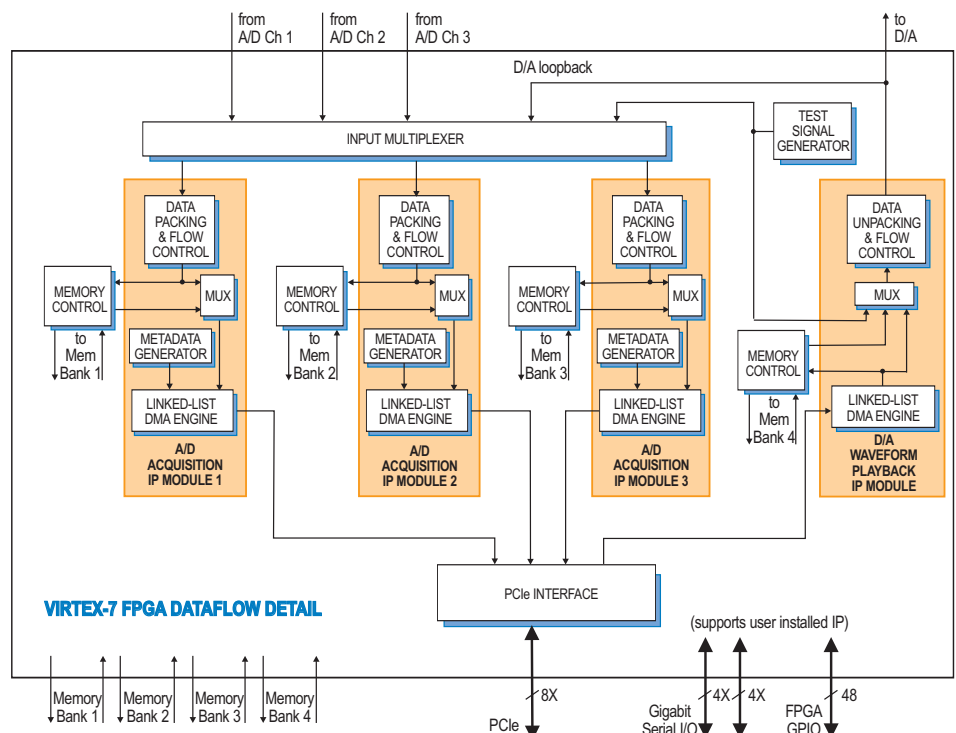 from
A/D Ch 1
from
A/D Ch 2
from
A/D Ch 3
to
D/A
D/A loopback
INPUT MULTIPLEXER
TEST
SIGNAL
GENERATOR
DATA
PACKING
& FLOW
CONTROL
MEMORY
CONTROL
MUX
to
Mem
Bank 1
METADATA
GENERATOR
LINKED-LIST
DMA ENGINE
A/D
ACQUISITION
IP MODULE 1
DATA
PACKING
& FLOW
CONTROL
MEMORY
CONTROL
MUX
to
Mem
Bank 2
METADATA
GENERATOR
LINKED-LIST
DMA ENGINE
A/D
ACQUISITION
IP MODULE 2
DATA
PACKING
& FLOW
CONTROL
MEMORY
CONTROL
MUX
to
Mem
Bank 3
METADATA
GENERATOR
LINKED-LIST
DMA ENGINE
A/D
ACQUISITION
IP MODULE 3
DATA
UNPACKING
& FLOW
CONTROL
MUX
MEMORY
CONTROL
to
Mem
Bank 4
LINKED-LIST
DMA ENGINE
D/A
WAVEFORM
PLAYBACK
IP MODULE
PCIe INTERFACE
VIRTEX-7 FPGA DATAFLOW DETAIL
(supports user installed IP)
Memory
Bank 1
Memory
Bank 2
Memory
Bank 3
Memory
Bank 4
8X
PCIe
4X
4X
Gigabit
Serial I/O
48
FPGA
GPIO